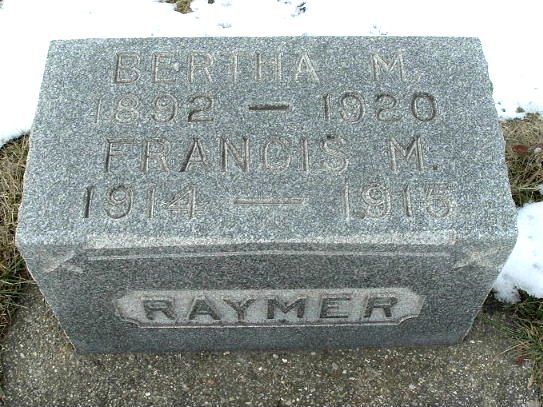 BERTHA M.
1892 — 1920
FRANCIS M.
1914 — 1915
RAYMER